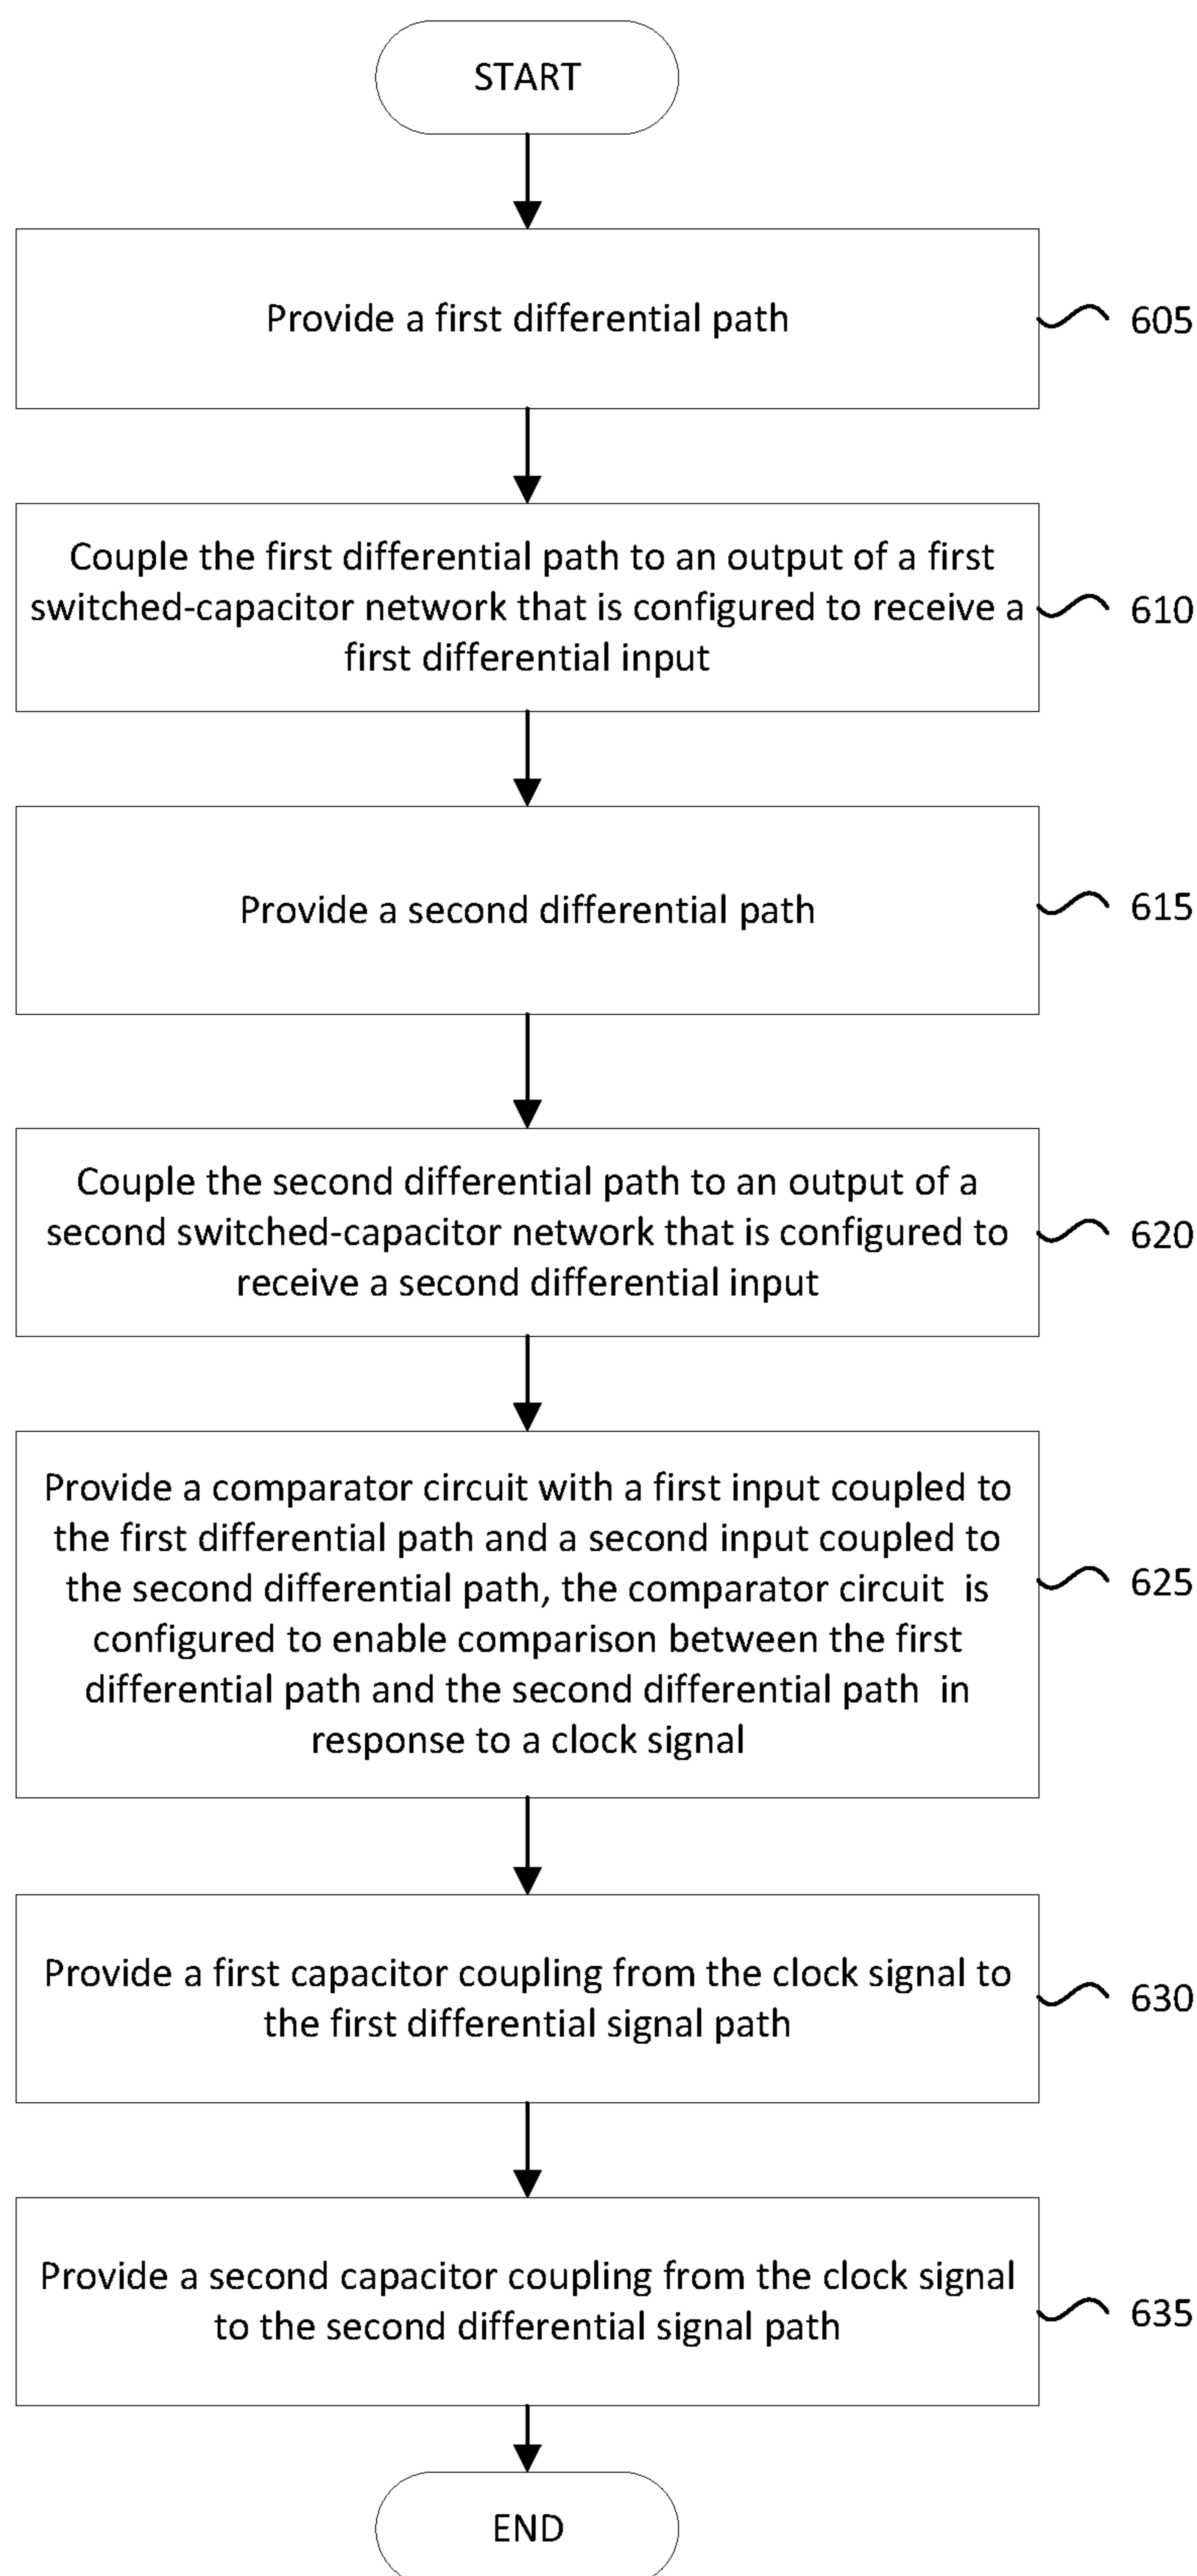 START
Provide a first differential path
605
Couple the first differential path to an output of a first
switched-capacitor network that is configured to receive a
first differential input
610
Provide a second differential path
615
Couple the second differential path to an output of a
second switched-capacitor network that is configured to
receive a second differential input
620
Provide a comparator circuit with a first input coupled to
the first differential path and a second input coupled to
the second differential path, the comparator circuit  is
configured to enable comparison between the first
differential path and the second differential path  in
response to a clock signal
625
Provide a first capacitor coupling from the clock signal to
the first differential signal path
630
Provide a second capacitor coupling from the clock signal
to the second differential signal path
635
END